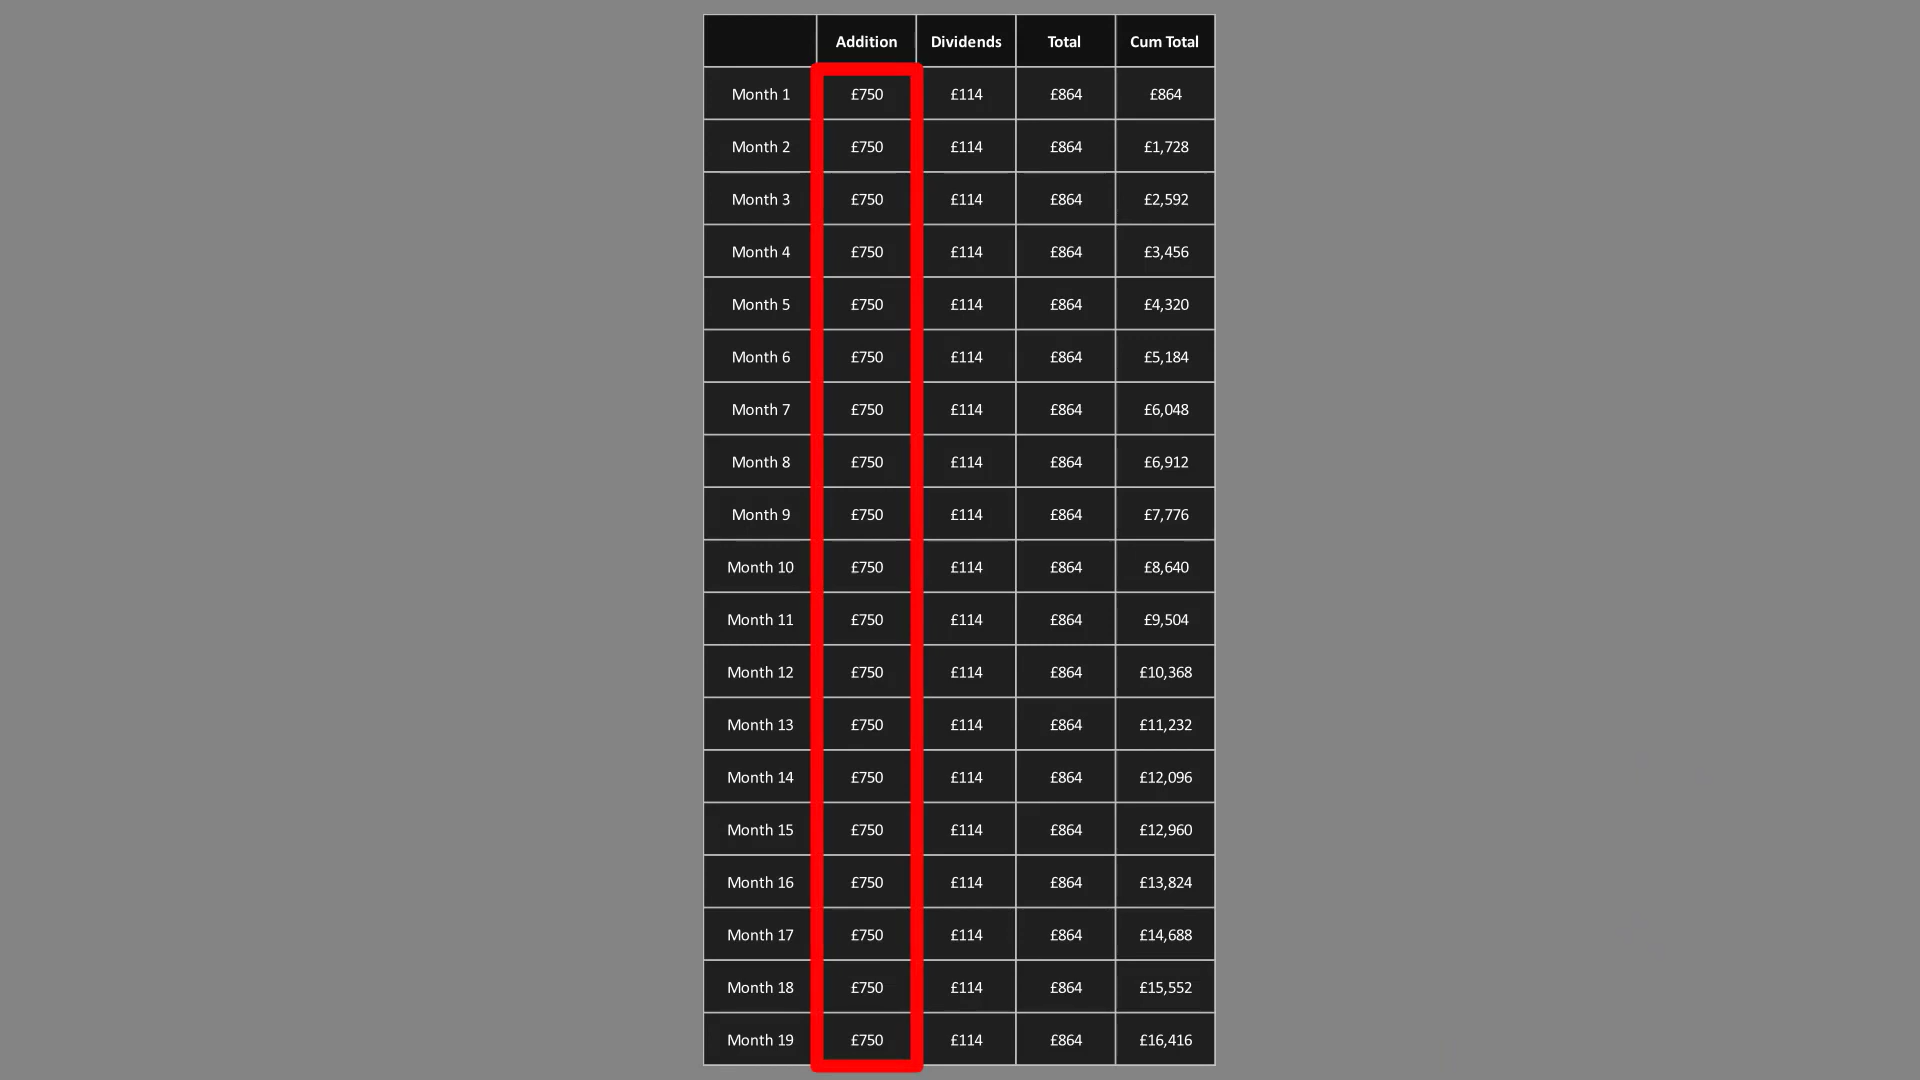 Addition Dividends Total Cum Total
Month 1 £750 £114 £864 £864
Month 2 £750 £114 £864 £1,728
Month 3 £750 £114 £864 £2,592
Month 4 £750 £114 £864 £3,456
Month 5 £750 £114 £864 £4,320
Month 6 £750 £114 £864 £5,184
Month 7 £750 £114 £864 £6,048
Month 8 £750 £114 £864 £6,912
Month 9 £750 £114 £864 £7,776
Month 10 £750 £114 £864 £8,640
Month 11 £750 £114 £864 £9,504
Month 12 £750 £114 £864 £10,368
Month 13 £750 £114 £864 £11,232
Month 14 £750 £114 £864 £12,096
Month 15 £750 £114 £864 £12,960
Month 16 £750 £114 £864 £13,824
Month 17 £750 £114 £864 £14,688
Month 18 £750 £114 £864 £15,552
Month 19 £750 £114 £864 £16,416